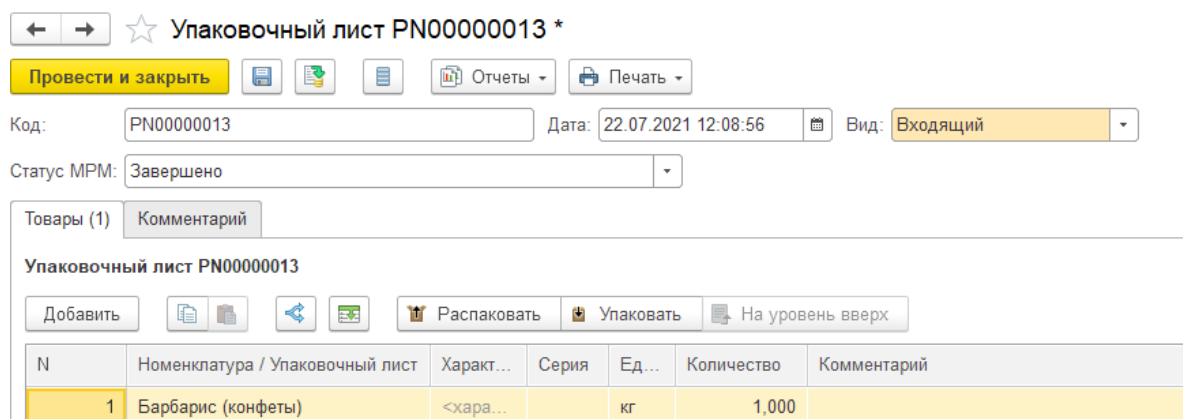 Упаковочный лист PN00000013 *
Провести и закрыть Отчеты Печать
Код: PN00000013 Дата: 22.07.2021 12:08:56 Вид: Входящий
Статус МРМ: Завершено
Товары (1) Комментарий
Упаковочный лист PN00000013
Добавить Распаковать Упаковать На уровень вверх
N Номенклатура / Упаковочный лист Характ... Серия Ед... Количество Комментарий
1 Барбарис (конфеты) <хара... кг 1,000